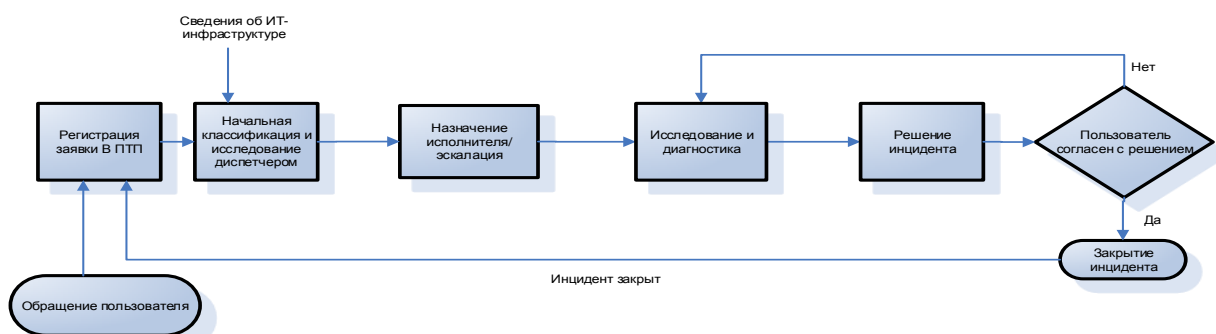 Сведения об ИТ-
инфраструктуре
Нет
Регистрация
заявки В ПТП
Начальная
классификация и
исследование
диспетчером
Назначение
исполнителя/
эскалация
Исследование и
диагностика
Решение
инцидента
Пользователь
согласен с решением
Да
Закрытие
инцидента
Инцидент закрыт
Обращение пользователя